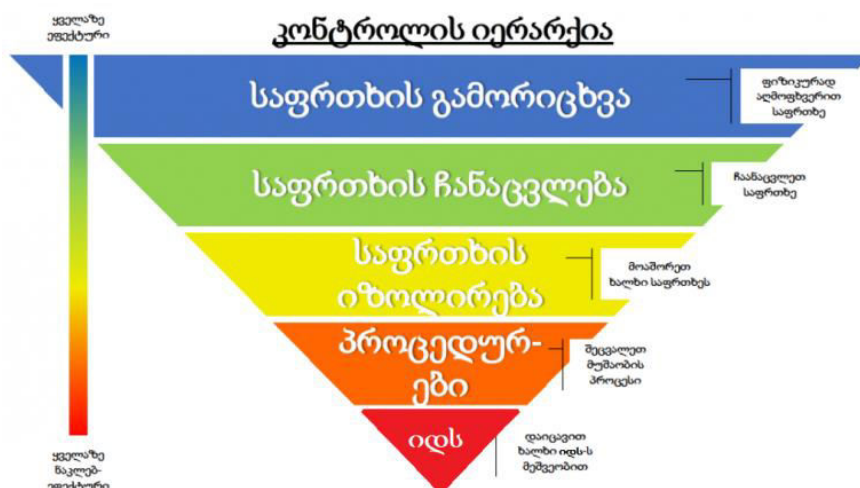 ყველაზე
ეფექტური
კონტროლის იერარქია
საფრთხის გამორიცხვა
ფიზიკურად
აღმოფხვერით
საფრთხე
საფრთხის ჩანაცვლება
ჩაანაცვლეთ
საფრთხე
საფრთხის
იზოლირება
მოაშორეთ
ხალხი საფრთხეს
პროცედურ-
ები
შეცვალეთ
მუშაობის
პროცესი
იდს
დაიცავით
ხალხი იდს-ს
მეშვეობით
ყველაზე
ნაკლებ-
ეფექტური